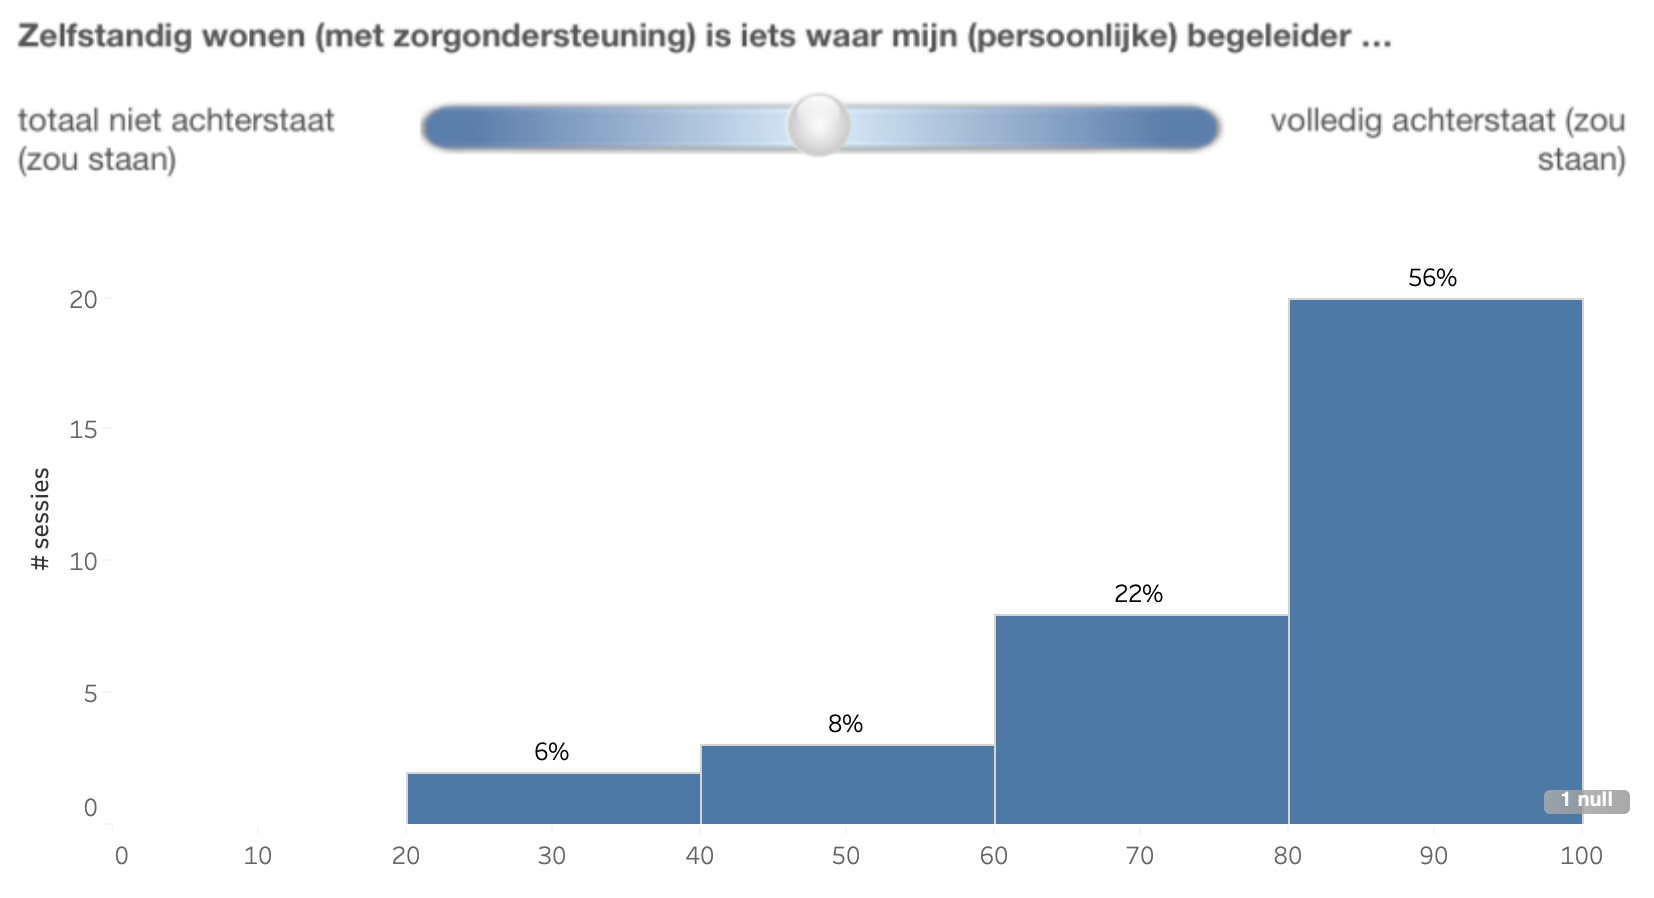 Zelfstandig wonen (met zorgondersteuning) is iets waar mijn (persoonlijke) begeleider ...
totaal niet achterstaat
(zou staan)
volledig achterstaat (zou
staan)
# sessies
20
15
10
5
0
6%
8%
22%
56%
1 null
0 10 20 30 40 50 60 70 80 90 100